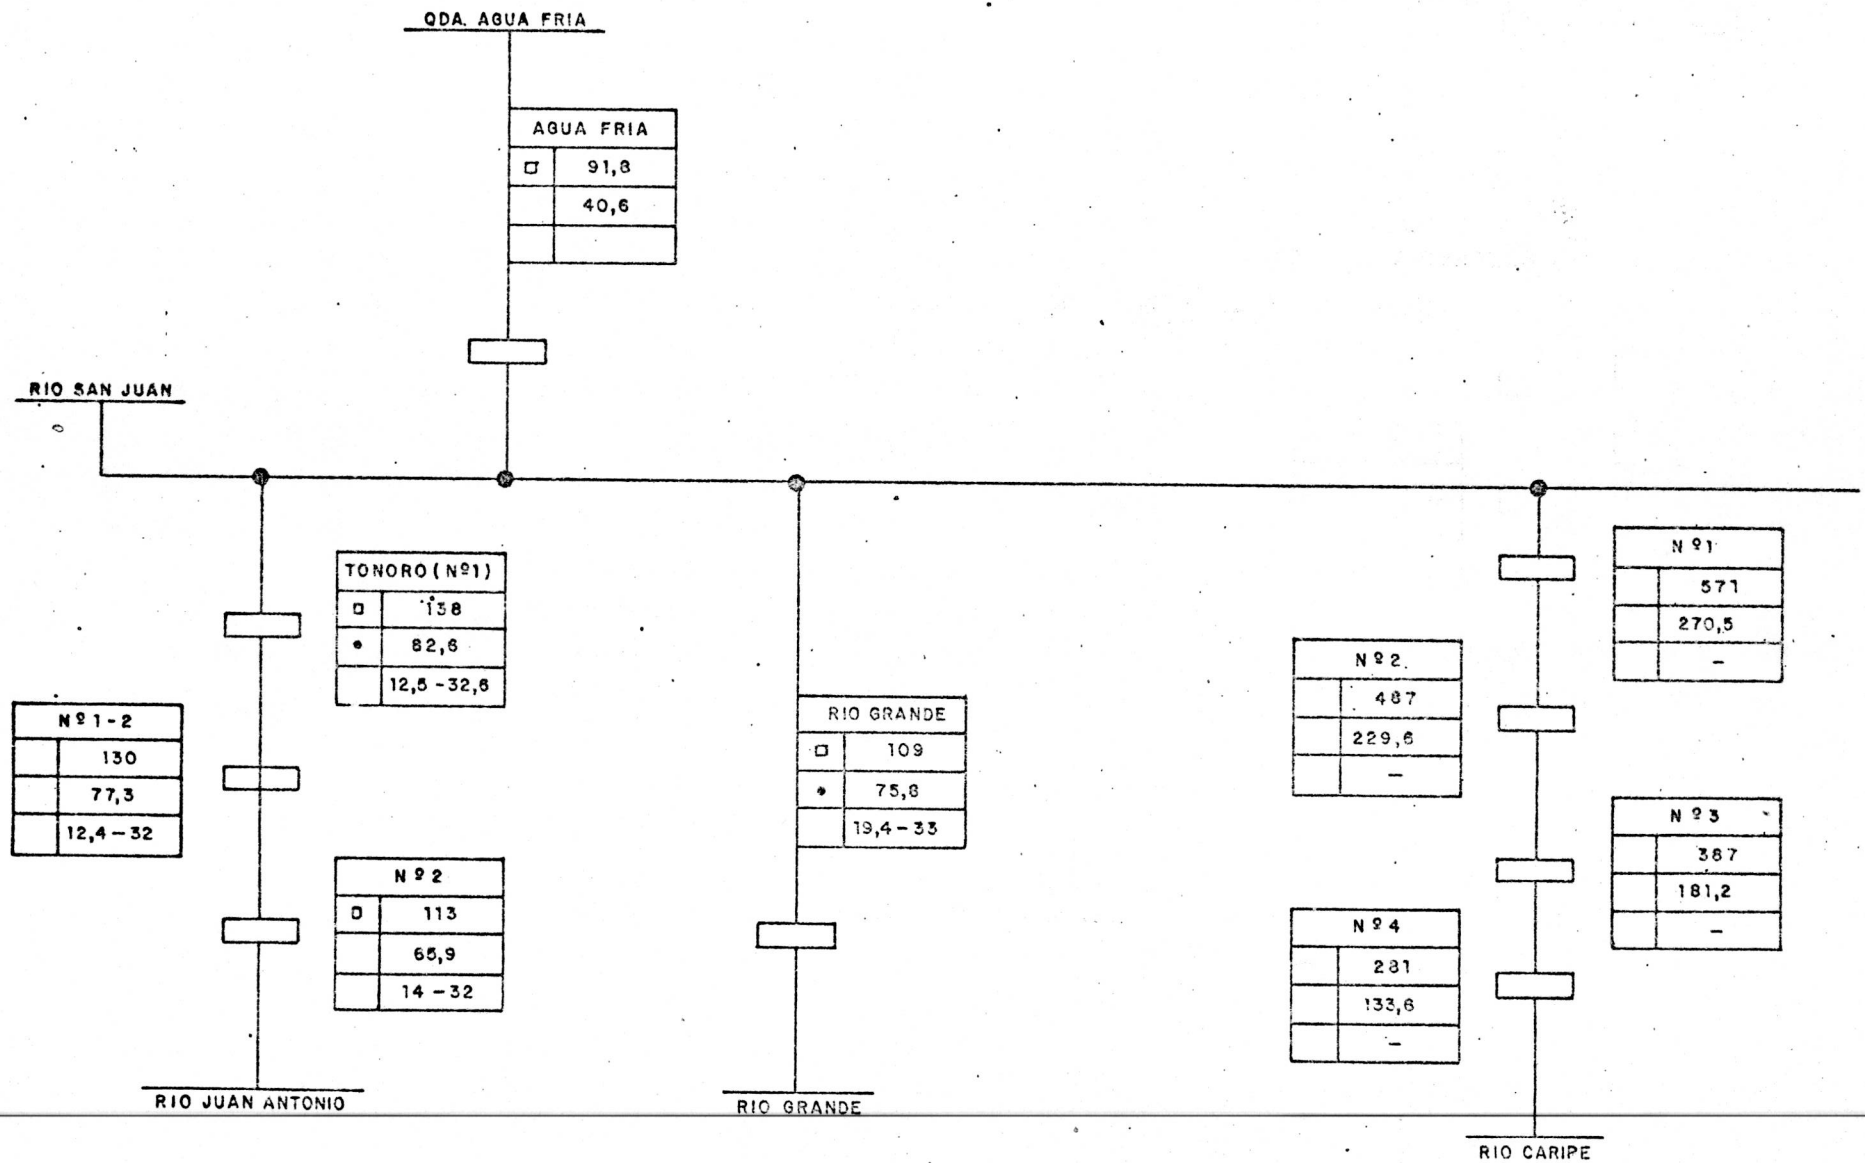 QDA. AGUA FRIA
AGUA FRIA
91,8
40,6
RIO SAN JUAN
TONORO (Nº1)
138
82,6
12,5-32,6
Nº 1-2
130
77,3
12,4-32
Nº 2
113
65,9
14-32
RIO JUAN ANTONIO
RIO GRANDE
109
75,8
19,4-33
RIO GRANDE
Nº1
571
270,5
-
Nº 2.
487
229,6
-
Nº 3
387
181,2
-
Nº 4
281
133,6
-
RIO CARIPE